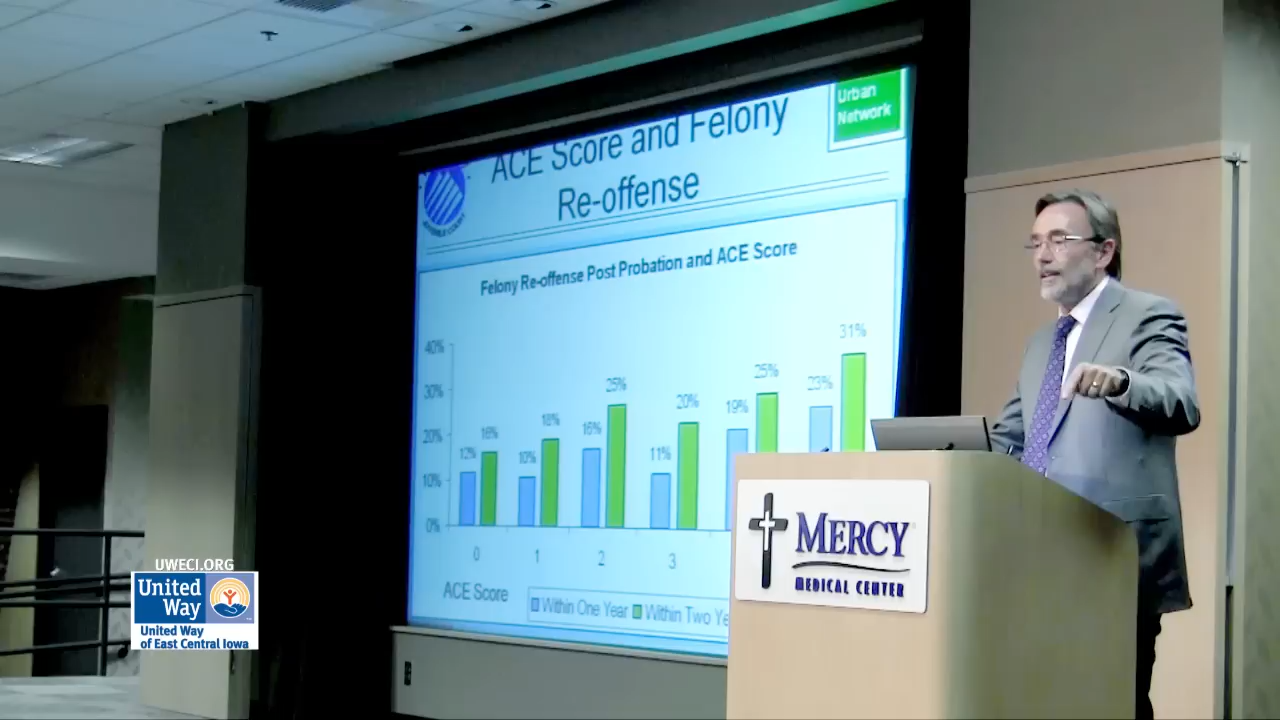 Urban
Network
ACE Score and Felony
Re-offense
Felony Re-offense Post Probation and ACE Score
40%
30%
20%
10%
0%
12%
16%
10%
18%
16%
25%
11%
20%
19%
25%
23%
31%
0
1
2
3
ACE Score
Within One Year
Within Two Ye
MERCY
MEDICAL CENTER
UWECI.ORG
United
Way
United Way
of East Central Iowa